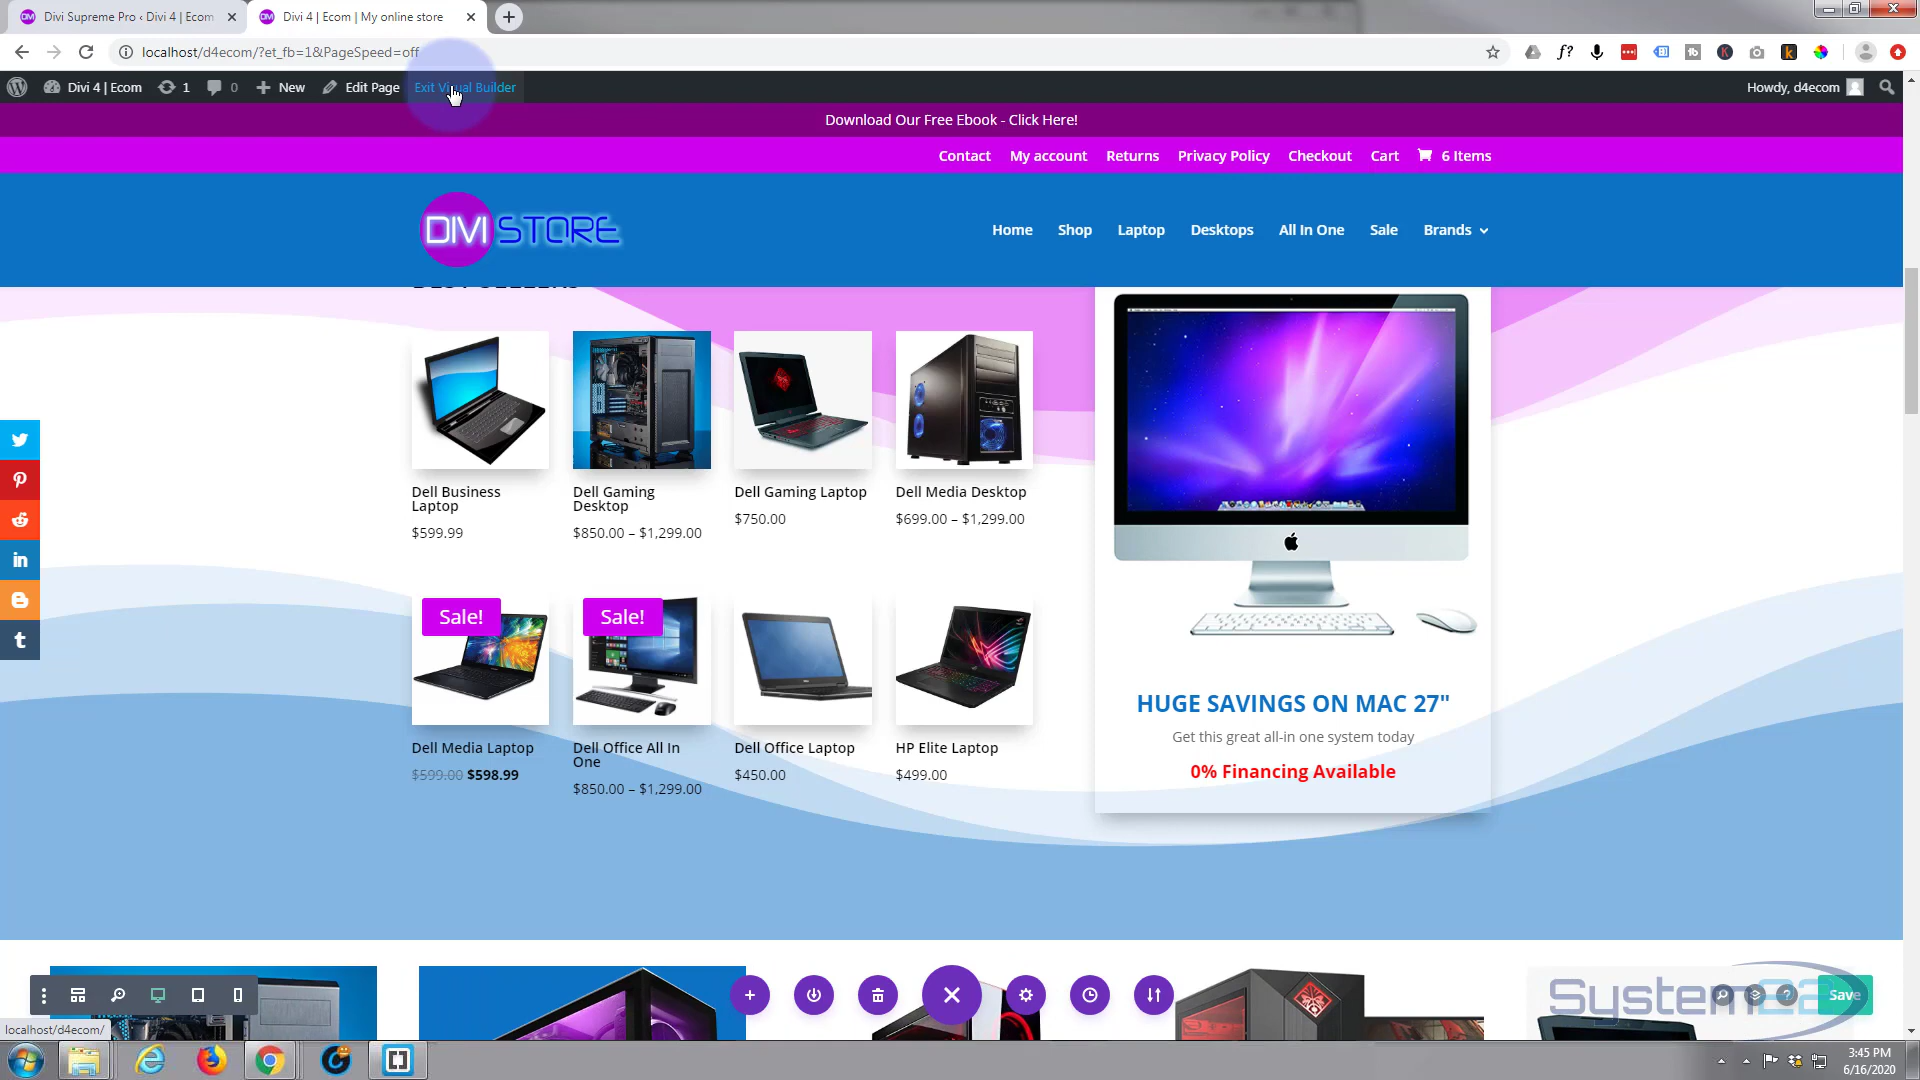 Divi Supreme Pro ‹ Divi 4 | Ecom
Divi 4 | Ecom | My online store
localhost/d4ecom/?et_fb=1&PageSpeed=off
Divi 4 | Ecom
1
0
New
Edit Page
Exit Visual Builder
Howdy, d4ecom
Download Our Free Ebook - Click Here!
Contact
My account
Returns
Privacy Policy
Checkout
Cart
6 Items
DIVI STORE
Home
Shop
Laptop
Desktops
All In One
Sale
Brands
Dell Business
Laptop
$599.99
Dell Gaming
Desktop
$850.00 – $1,299.00
Dell Gaming Laptop
$750.00
Dell Media Desktop
$699.00 – $1,299.00
Sale!
Dell Media Laptop
$599.00 $598.99
Sale!
Dell Office All In
One
$850.00 – $1,299.00
Dell Office Laptop
$450.00
HP Elite Laptop
$499.00
HUGE SAVINGS ON MAC 27"
Get this great all-in one system today
0% Financing Available
System22
Save
localhost/d4ecom/
3:45 PM
6/16/2020